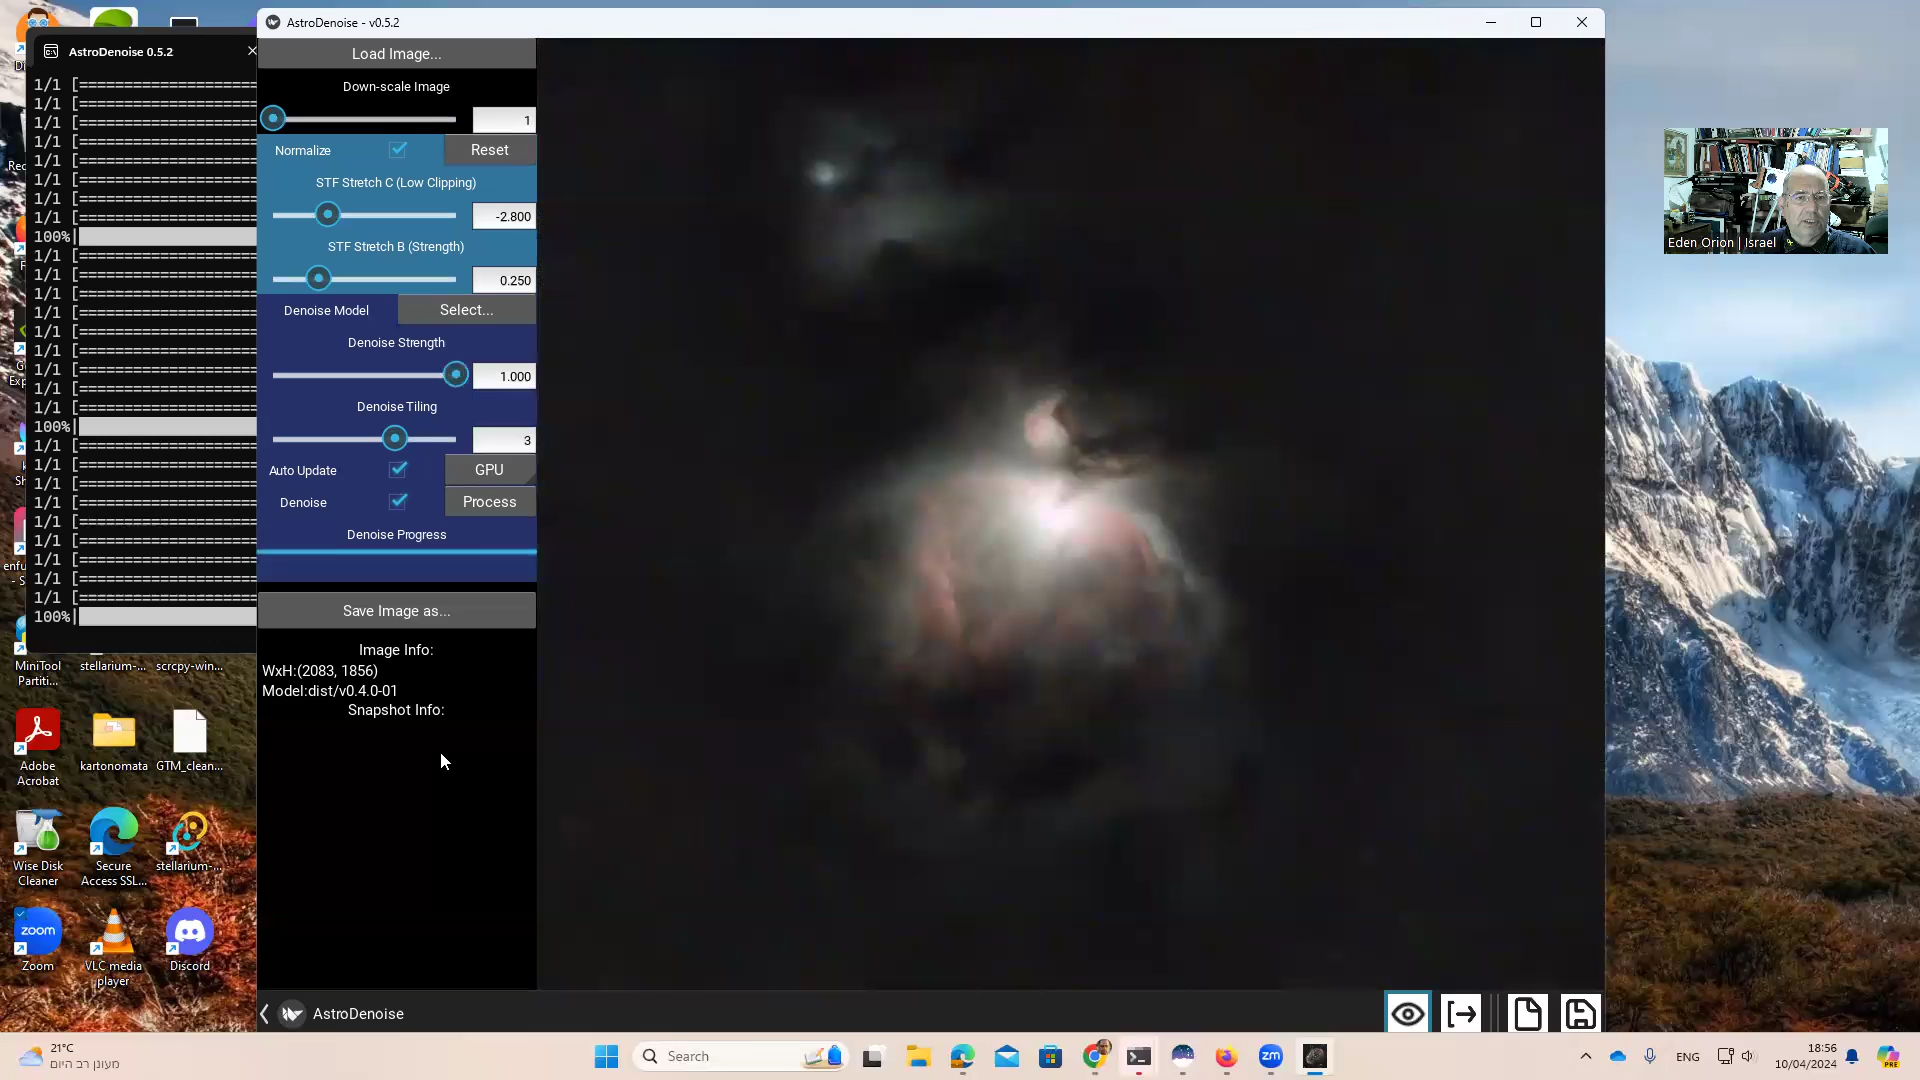 AstroDenoise - v0.5.2
AstroDenoise 0.5.2
Load Image...
Down-scale Image
1
Normalize
Reset
STF Stretch C (Low Clipping)
-2.800
STF Stretch B (Strength)
0.250
Denoise Model
Select...
Denoise Strength
1.000
Denoise Tiling
3
Auto Update
GPU
Denoise
Process
Denoise Progress
Save Image as...
Image Info:
WxH:(2083, 1856)
Model:dist/v0.4.0-01
Snapshot Info:
AstroDenoise
1/1 [====================
1/1 [====================
1/1 [====================
1/1 [====================
1/1 [====================
1/1 [====================
1/1 [====================
1/1 [====================
100%|
1/1 [====================
1/1 [====================
1/1 [====================
1/1 [====================
1/1 [====================
1/1 [====================
1/1 [====================
1/1 [====================
1/1 [====================
100%|
1/1 [====================
1/1 [====================
1/1 [====================
1/1 [====================
1/1 [====================
1/1 [====================
1/1 [====================
1/1 [====================
1/1 [====================
100%|
MiniTool Partiti...
stellarium-...
scrcpy-win...
Adobe Acrobat
kartonomata
GTM_clean...
Wise Disk Cleaner
Secure Access SSL...
stellarium-...
zoom
Zoom
VLC media player
Discord
Eden Orion | Israel
21°C
מעונן רב היום
Search
zm
ENG
18:56
10/04/2024
PRE